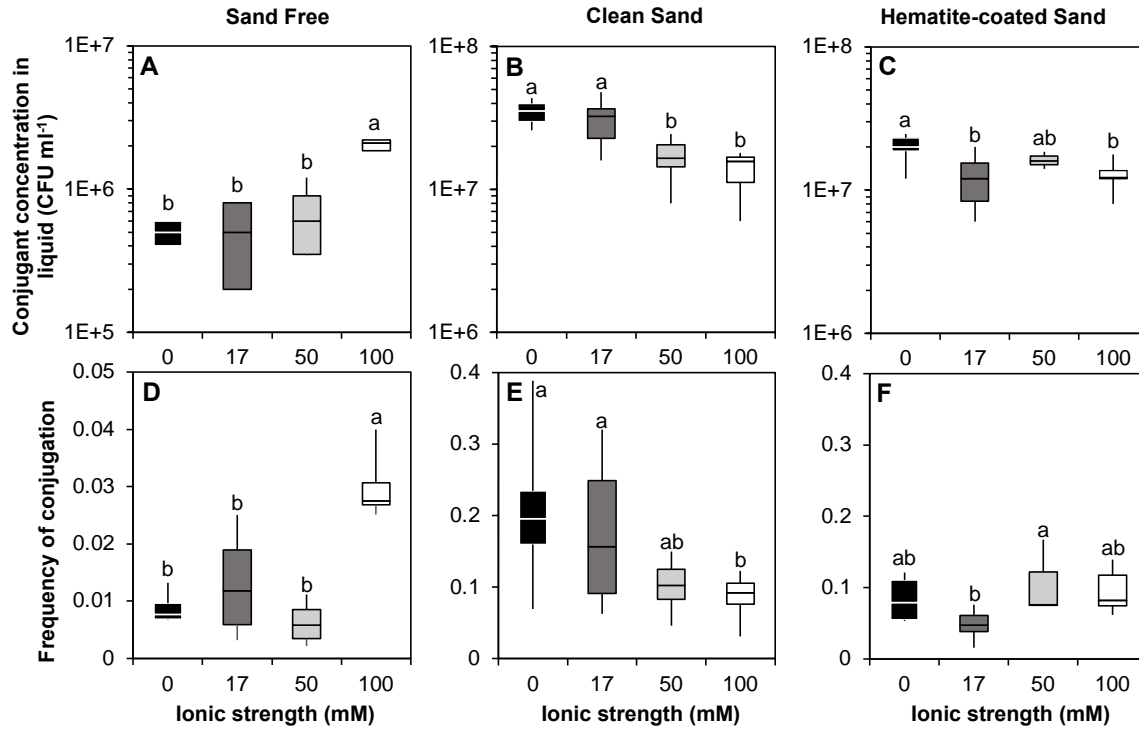 Sand Free
Clean Sand
Hematite-coated Sand
Conjugant concentration in
liquid (CFU ml-1)
1E+7
1E+6
1E+5
A
b
b
b
a
0 17 50 100
1E+8
1E+7
1E+6
B
a
a
b
b
0 17 50 100
1E+8
1E+7
1E+6
C
a
b
ab
b
0 17 50 100
Frequency of conjugation
0.05
0.04
0.03
0.02
0.01
0
D
b
b
b
a
0 17 50 100
Ionic strength (mM)
0.4
0.3
0.2
0.1
0
E
a
a
ab
b
0 17 50 100
Ionic strength (mM)
0.4
0.3
0.2
0.1
0
F
ab
b
a
ab
0 17 50 100
Ionic strength (mM)